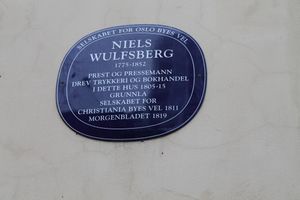 SELSKABET FOR OSLO BYES VEL
NIELS
WULFSBERG
1775-1852
PREST OG PRESSEMANN
DREV TRYKKERI OG BOKHANDEL
I DETTE HUS 1805-15
GRUNNLA
SELSKABET FOR
CHRISTIANIA BYES VEL 1811
MORGENBLADET 1819